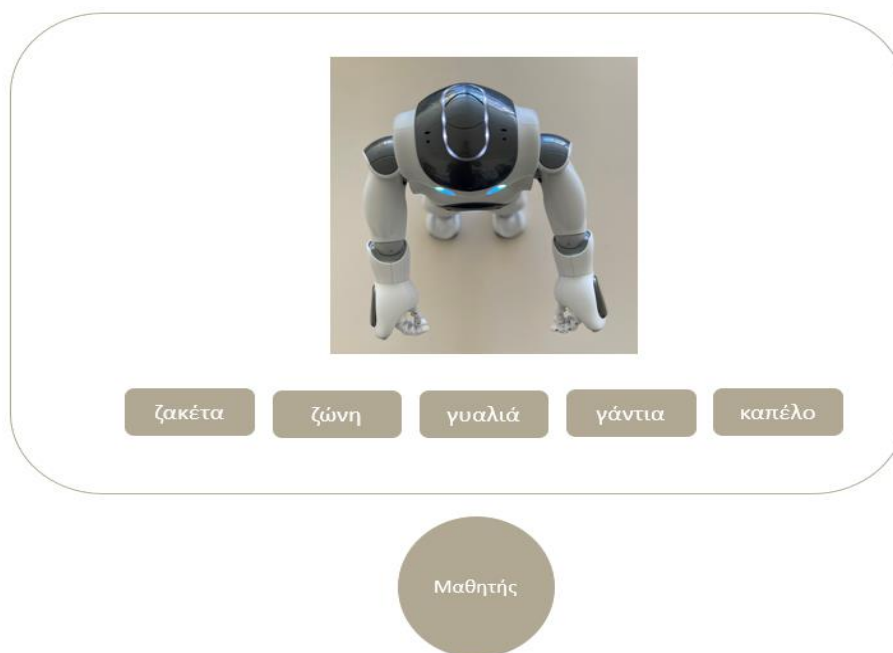 ζακέτα
ζώνη
γυαλιά
γάντια
καπέλο
Μαθητής